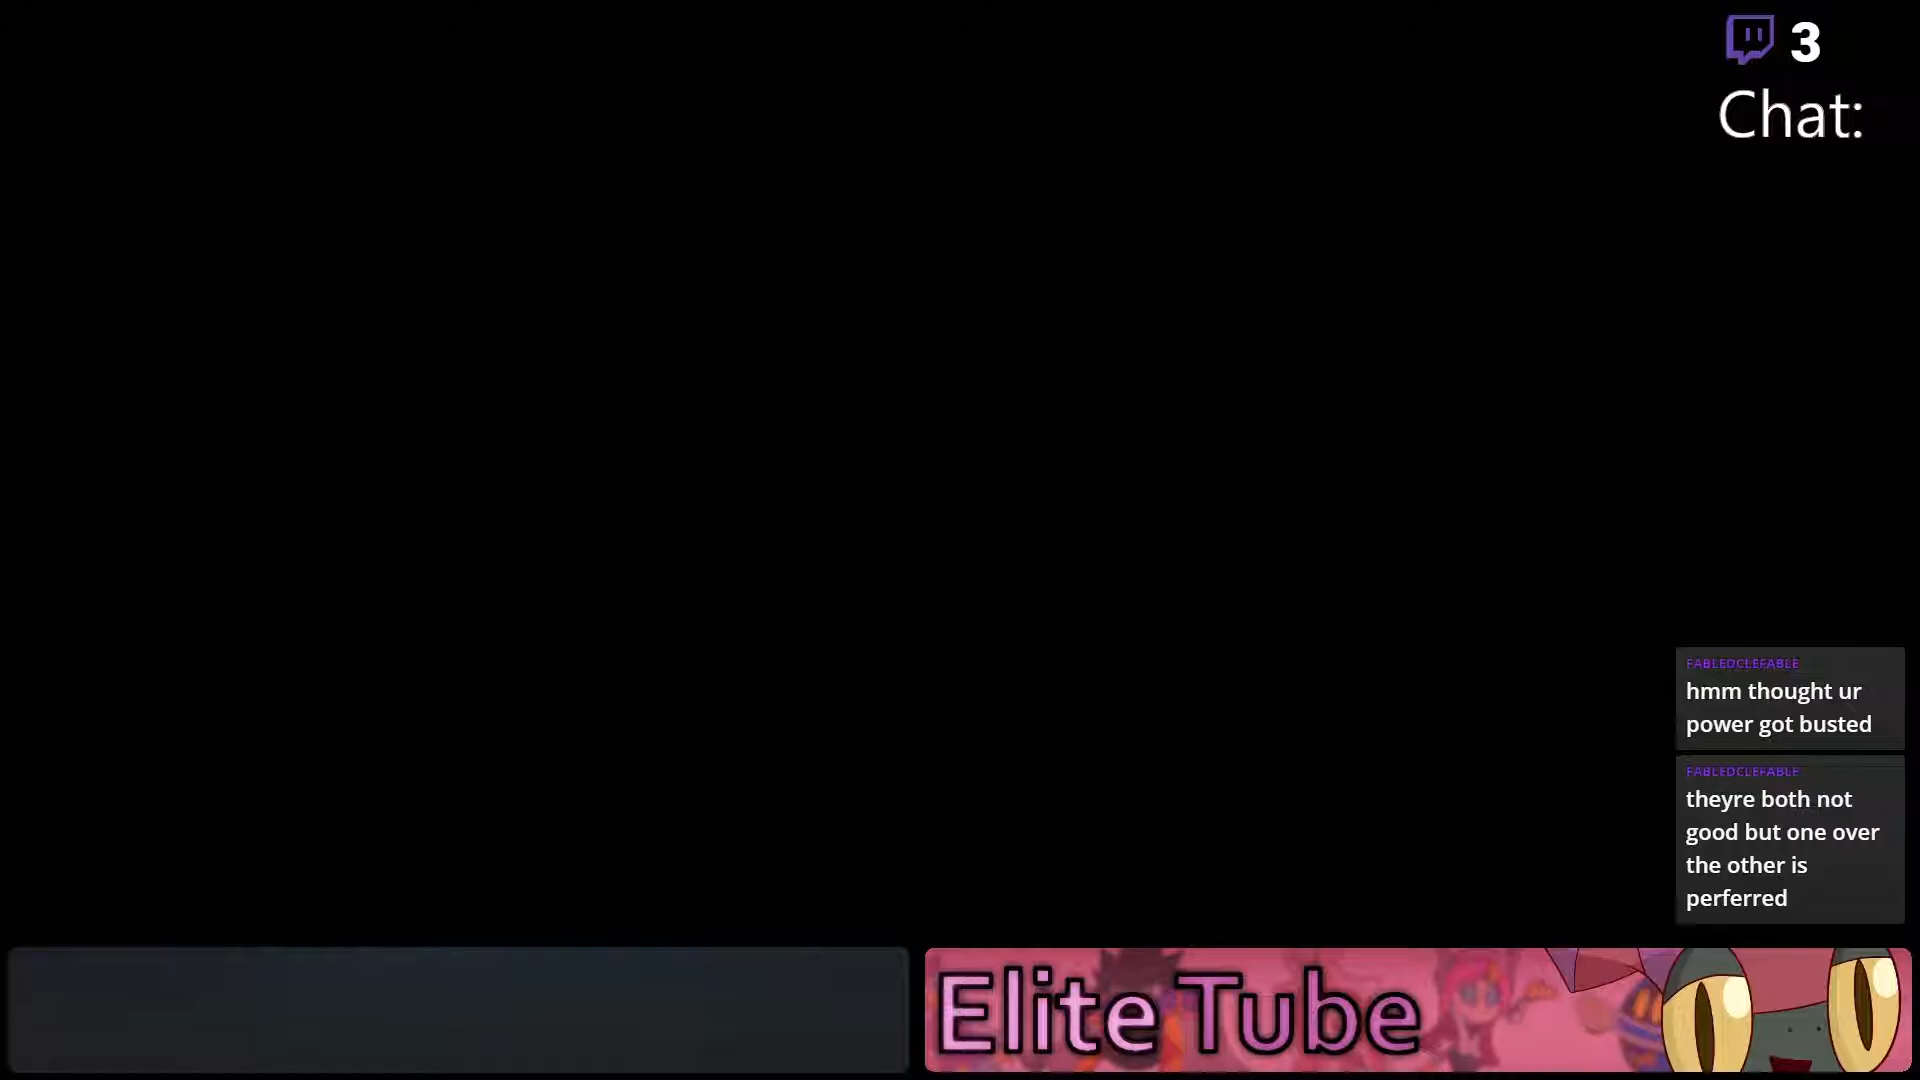 3
Chat:
FABLEDCLEFABLE
hmm thought ur
power got busted
FABLEDCLEFABLE
theyre both not
good but one over
the other is
perferred
Elite Tube